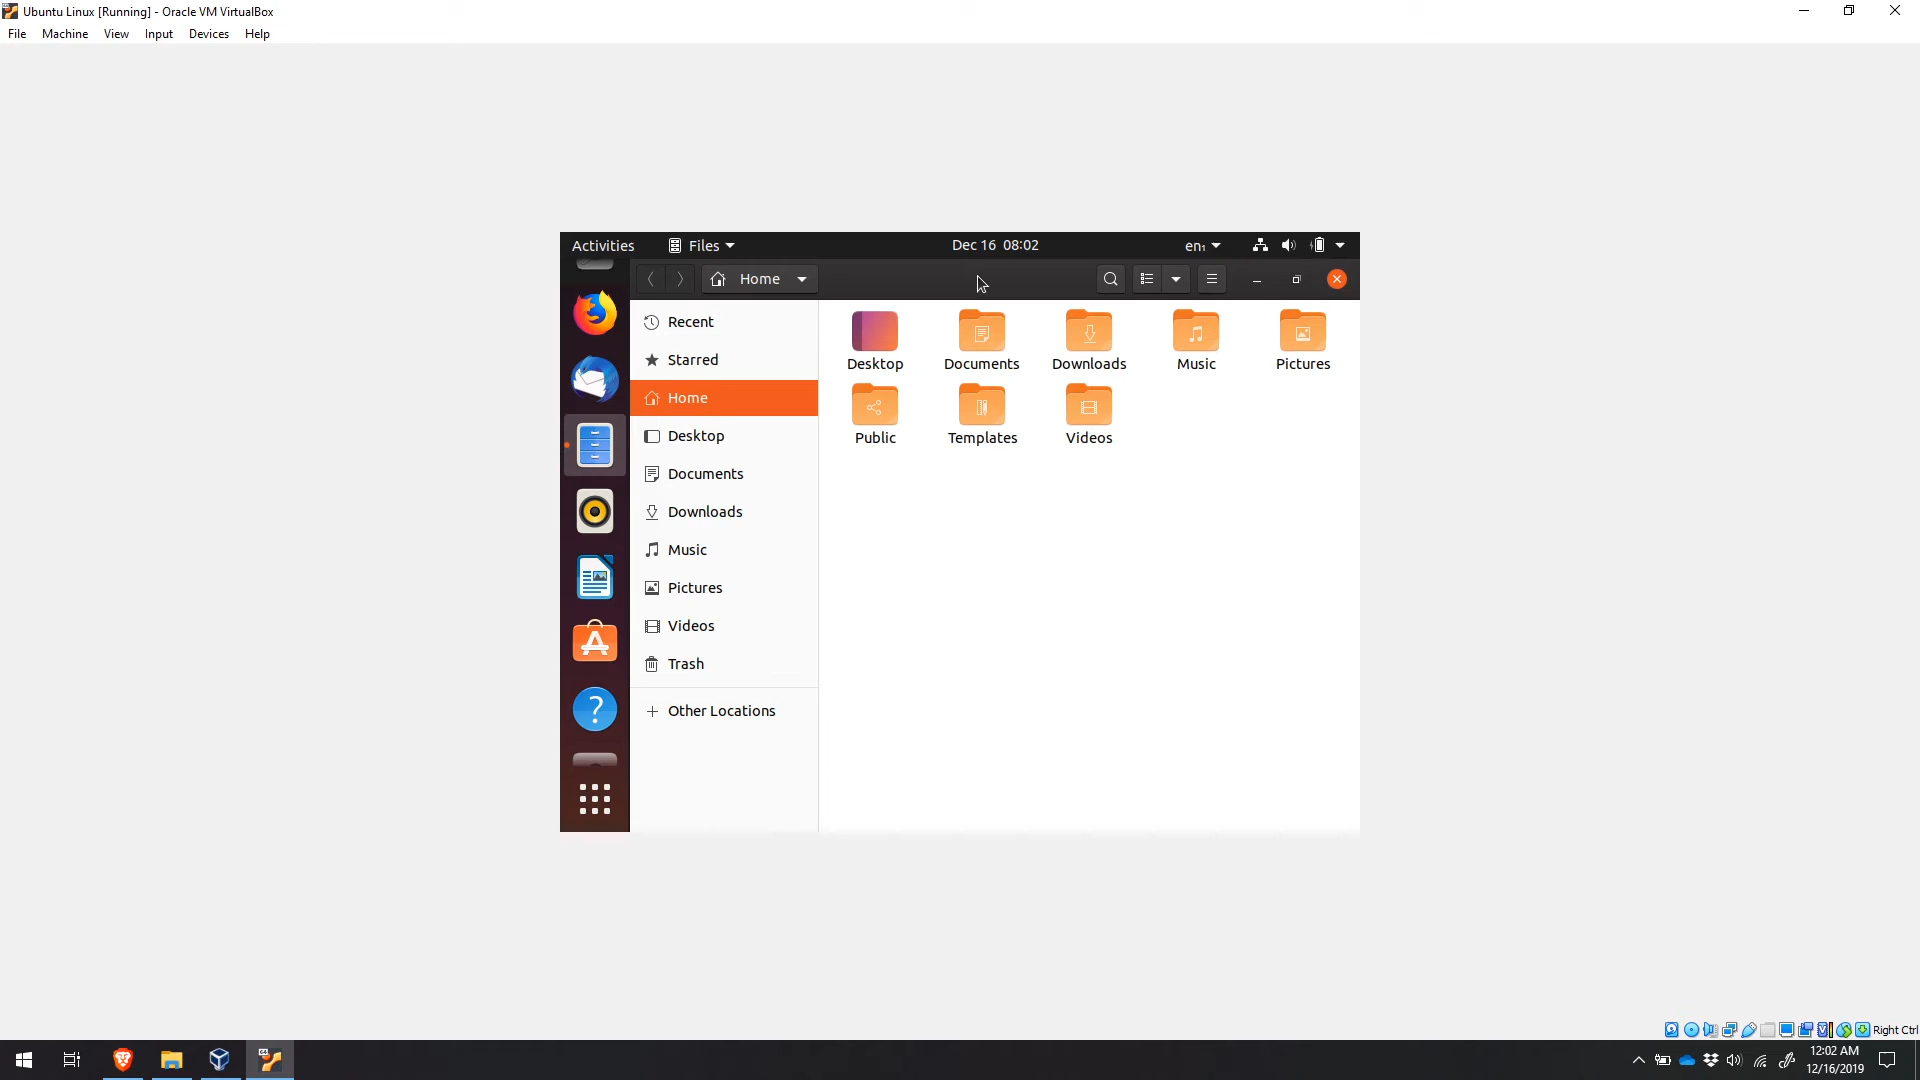 Ubuntu Linux [Running] - Oracle VM VirtualBox
File Machine View Input Devices Help
Activities Files Dec 16 08:02 en₁
Home
Recent
Starred
Home
Desktop
Documents
Downloads
Music
Pictures
Videos
Trash
Other Locations
Desktop Documents Downloads Music Pictures
Public Templates Videos
Right Ctrl
12:02 AM
12/16/2019